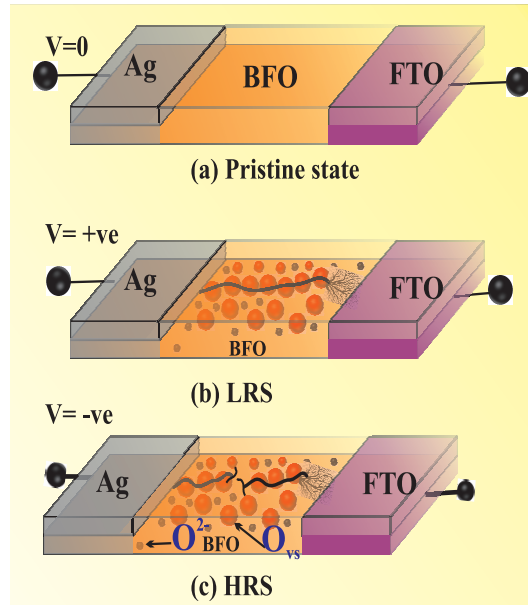 V=0
Ag BFO FTO
(a) Pristine state
V= +ve
Ag FTO
BFO
(b) LRS
V= -ve
Ag FTO
O²⁻ BFO Oᵥₛ
(c) HRS